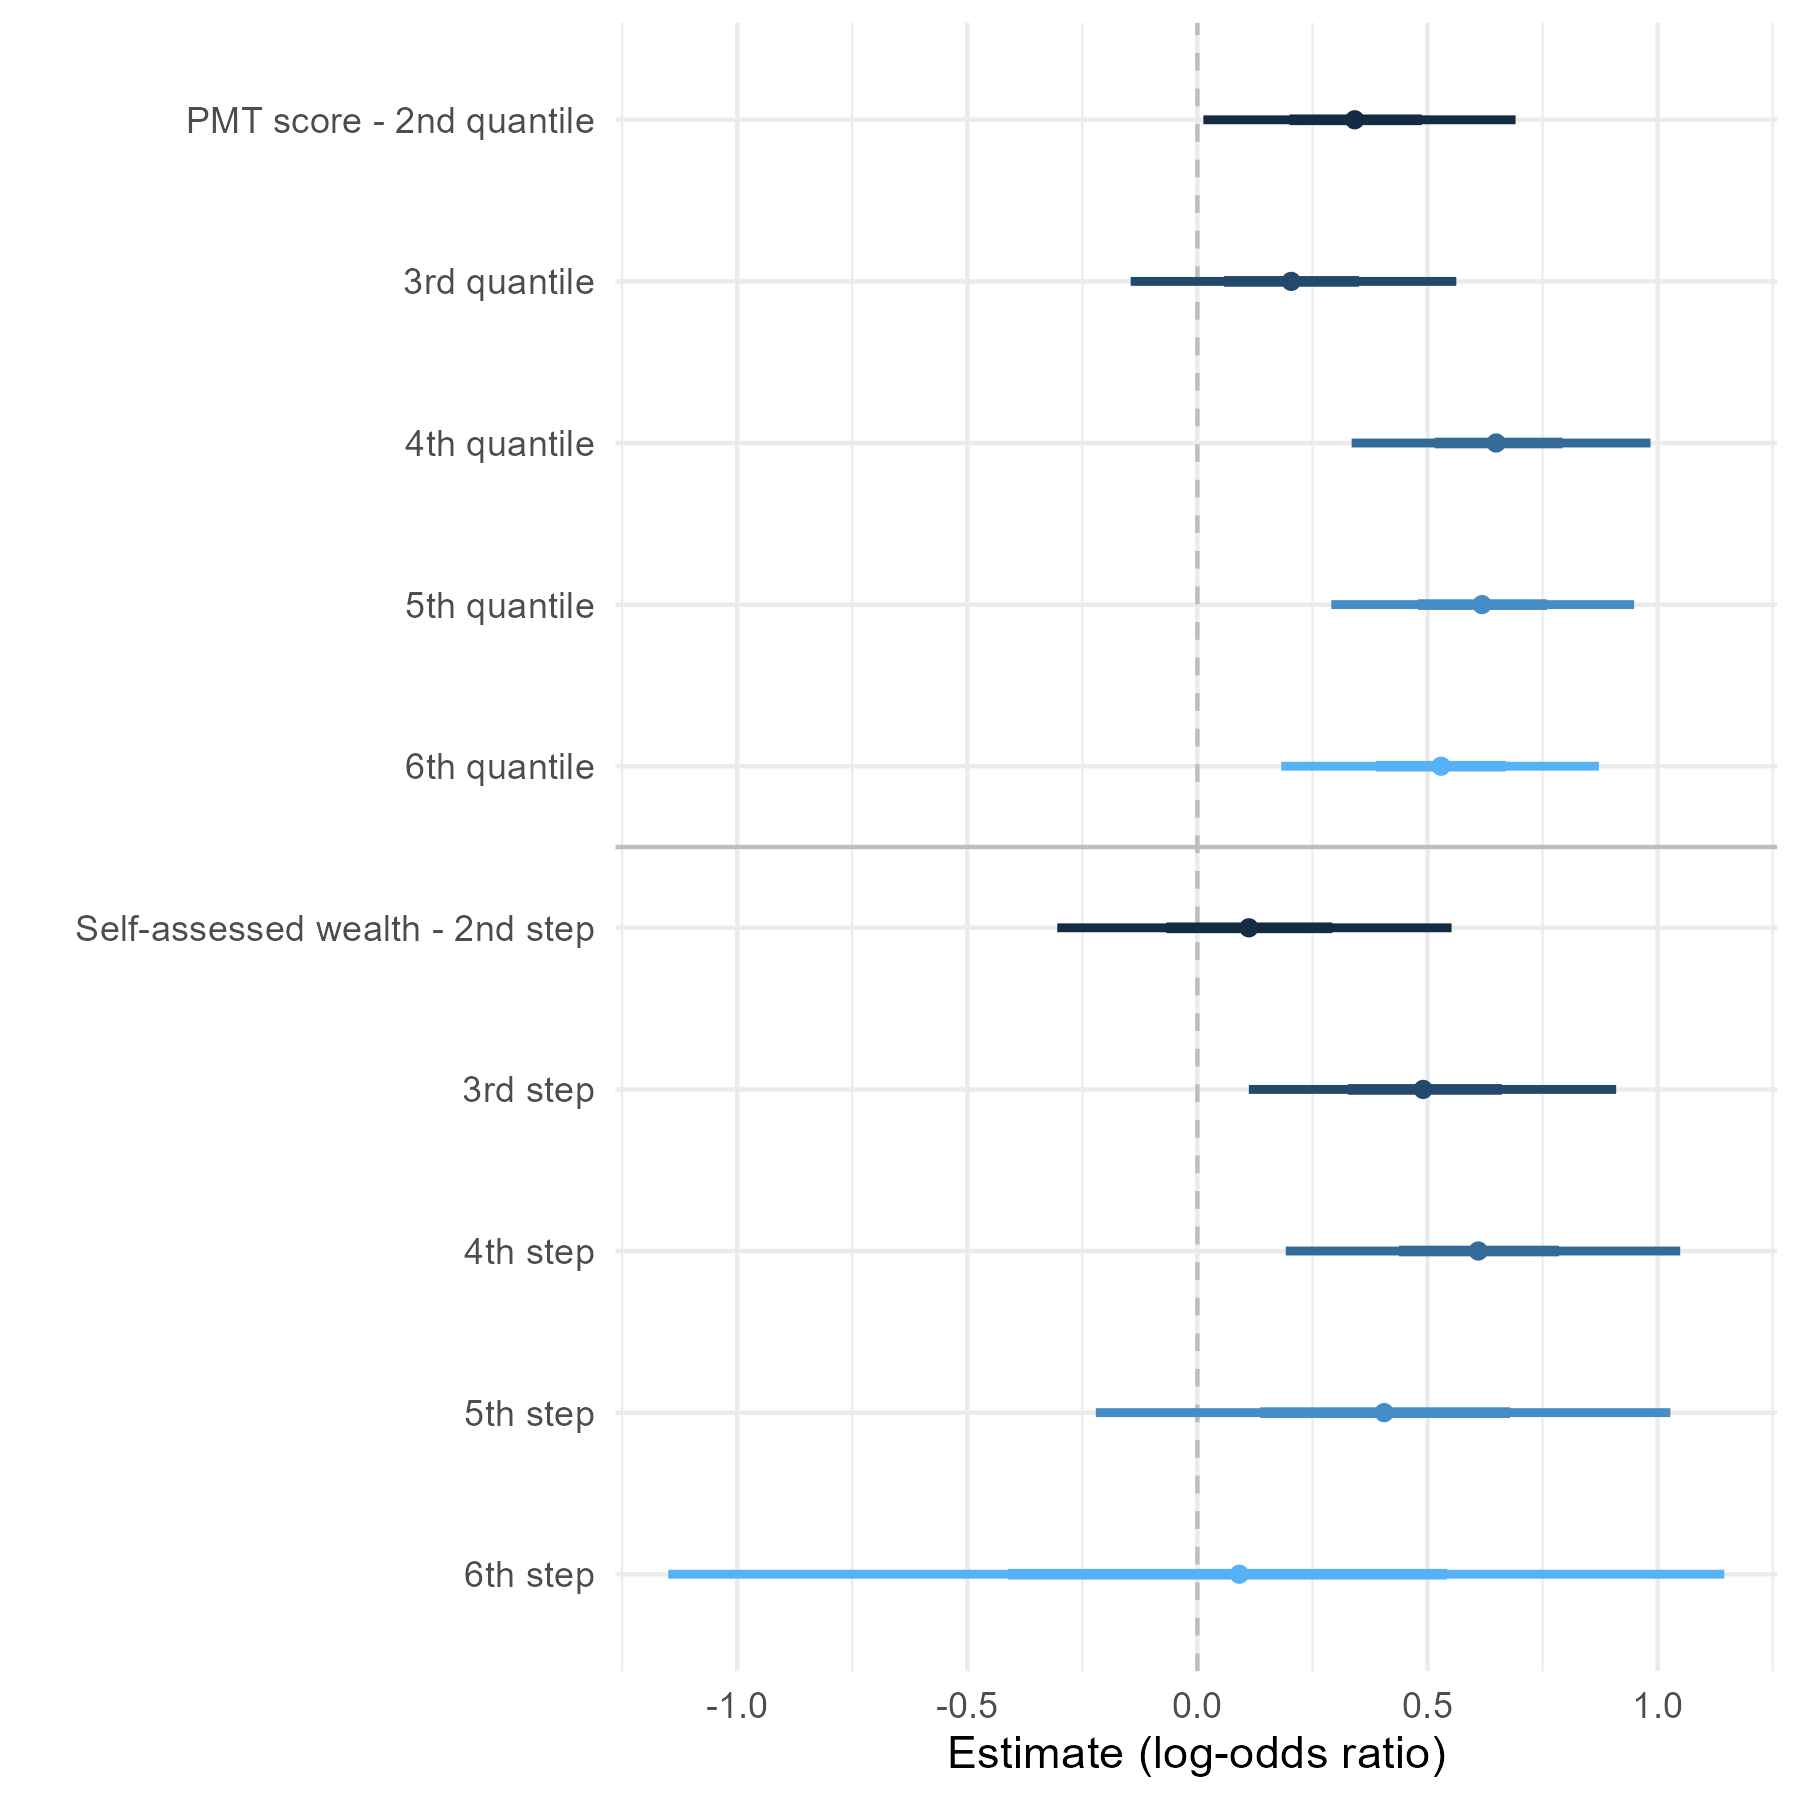 PMT score - 2nd quantile
3rd quantile
4th quantile
5th quantile
6th quantile
Self-assessed wealth - 2nd step
3rd step
4th step
5th step
6th step
-1.0 -0.5 0.0 0.5 1.0
Estimate (log-odds ratio)